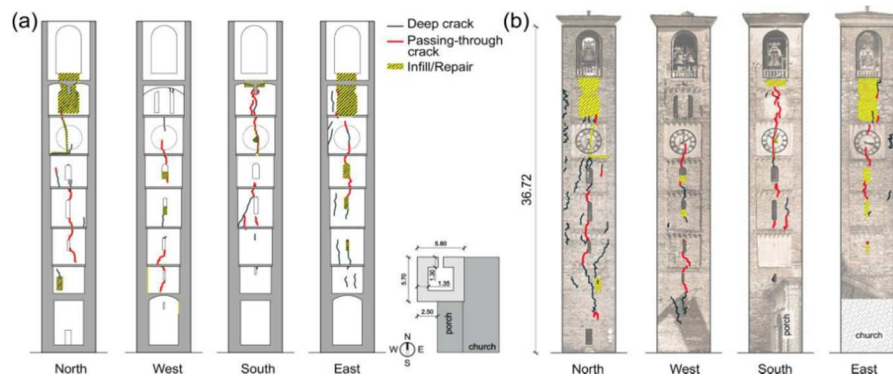 (a)
Deep crack
Passing-through
crack
Infill/Repair
North
West
South
East
5.80
5.70
1.30
1.35
2.50
porch
church
N
W E
S
(b)
36.72
porch
church
North
West
South
East